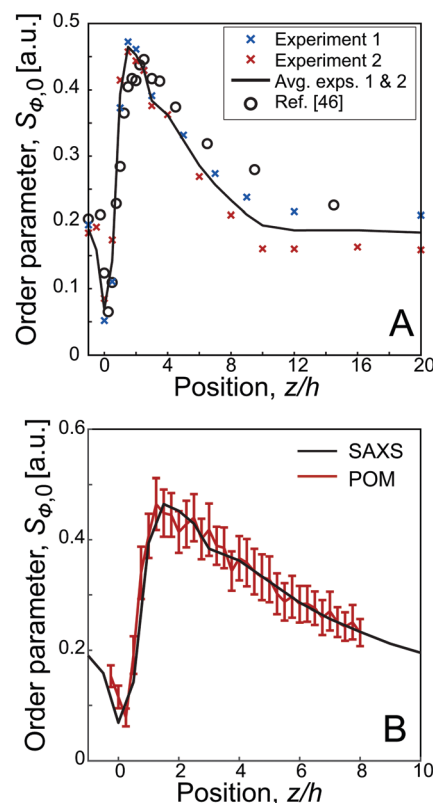 0.5
0.4
0.3
0.2
0.1
0
Order parameter, SΦ,0 [a.u.]
Experiment 1
Experiment 2
Avg. exps. 1 & 2
Ref. [46]
A
0 4 8 12 16 20
Position, z/h
0.6
0.4
0.2
0
Order parameter, SΦ,0 [a.u.]
SAXS
POM
B
0 2 4 6 8 10
Position, z/h